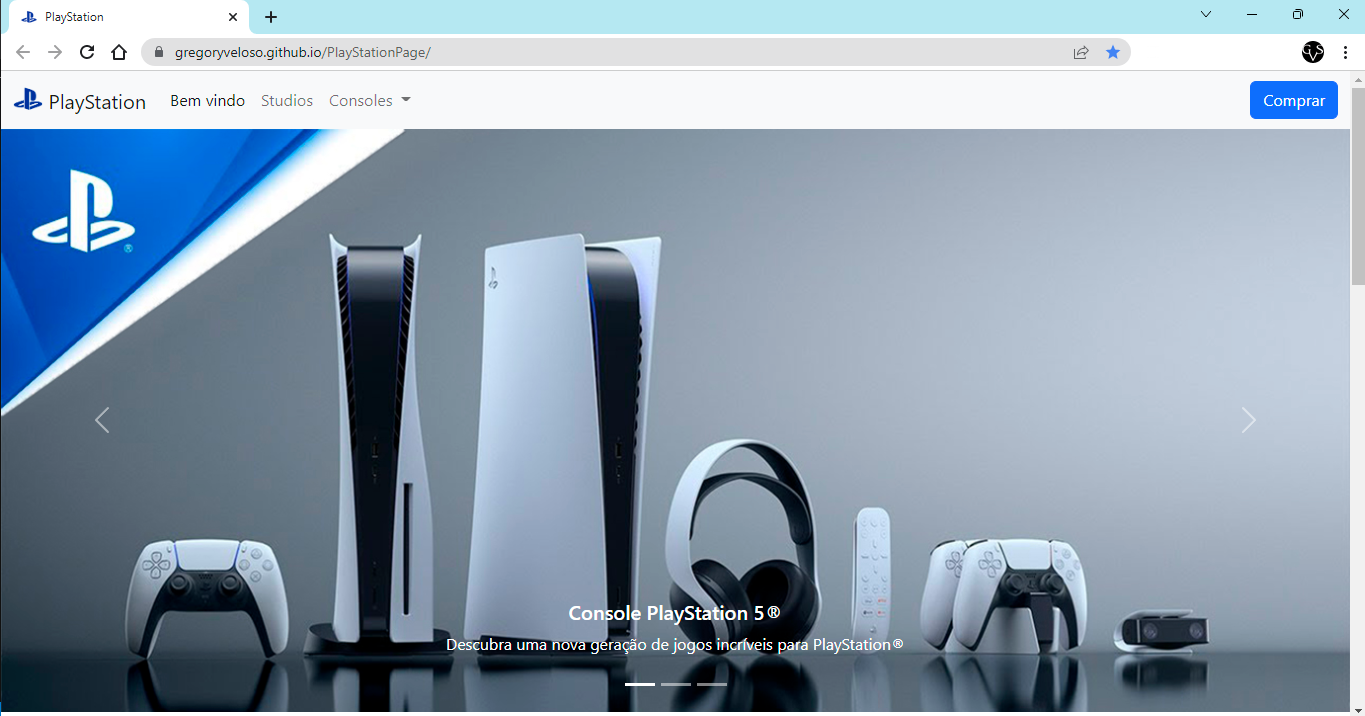 PlayStation
gregoryveloso.github.io/PlayStationPage/
GVS
PlayStation Bem vindo Studios Consoles Comprar
Console PlayStation 5®
Descubra uma nova geração de jogos incríveis para PlayStation®